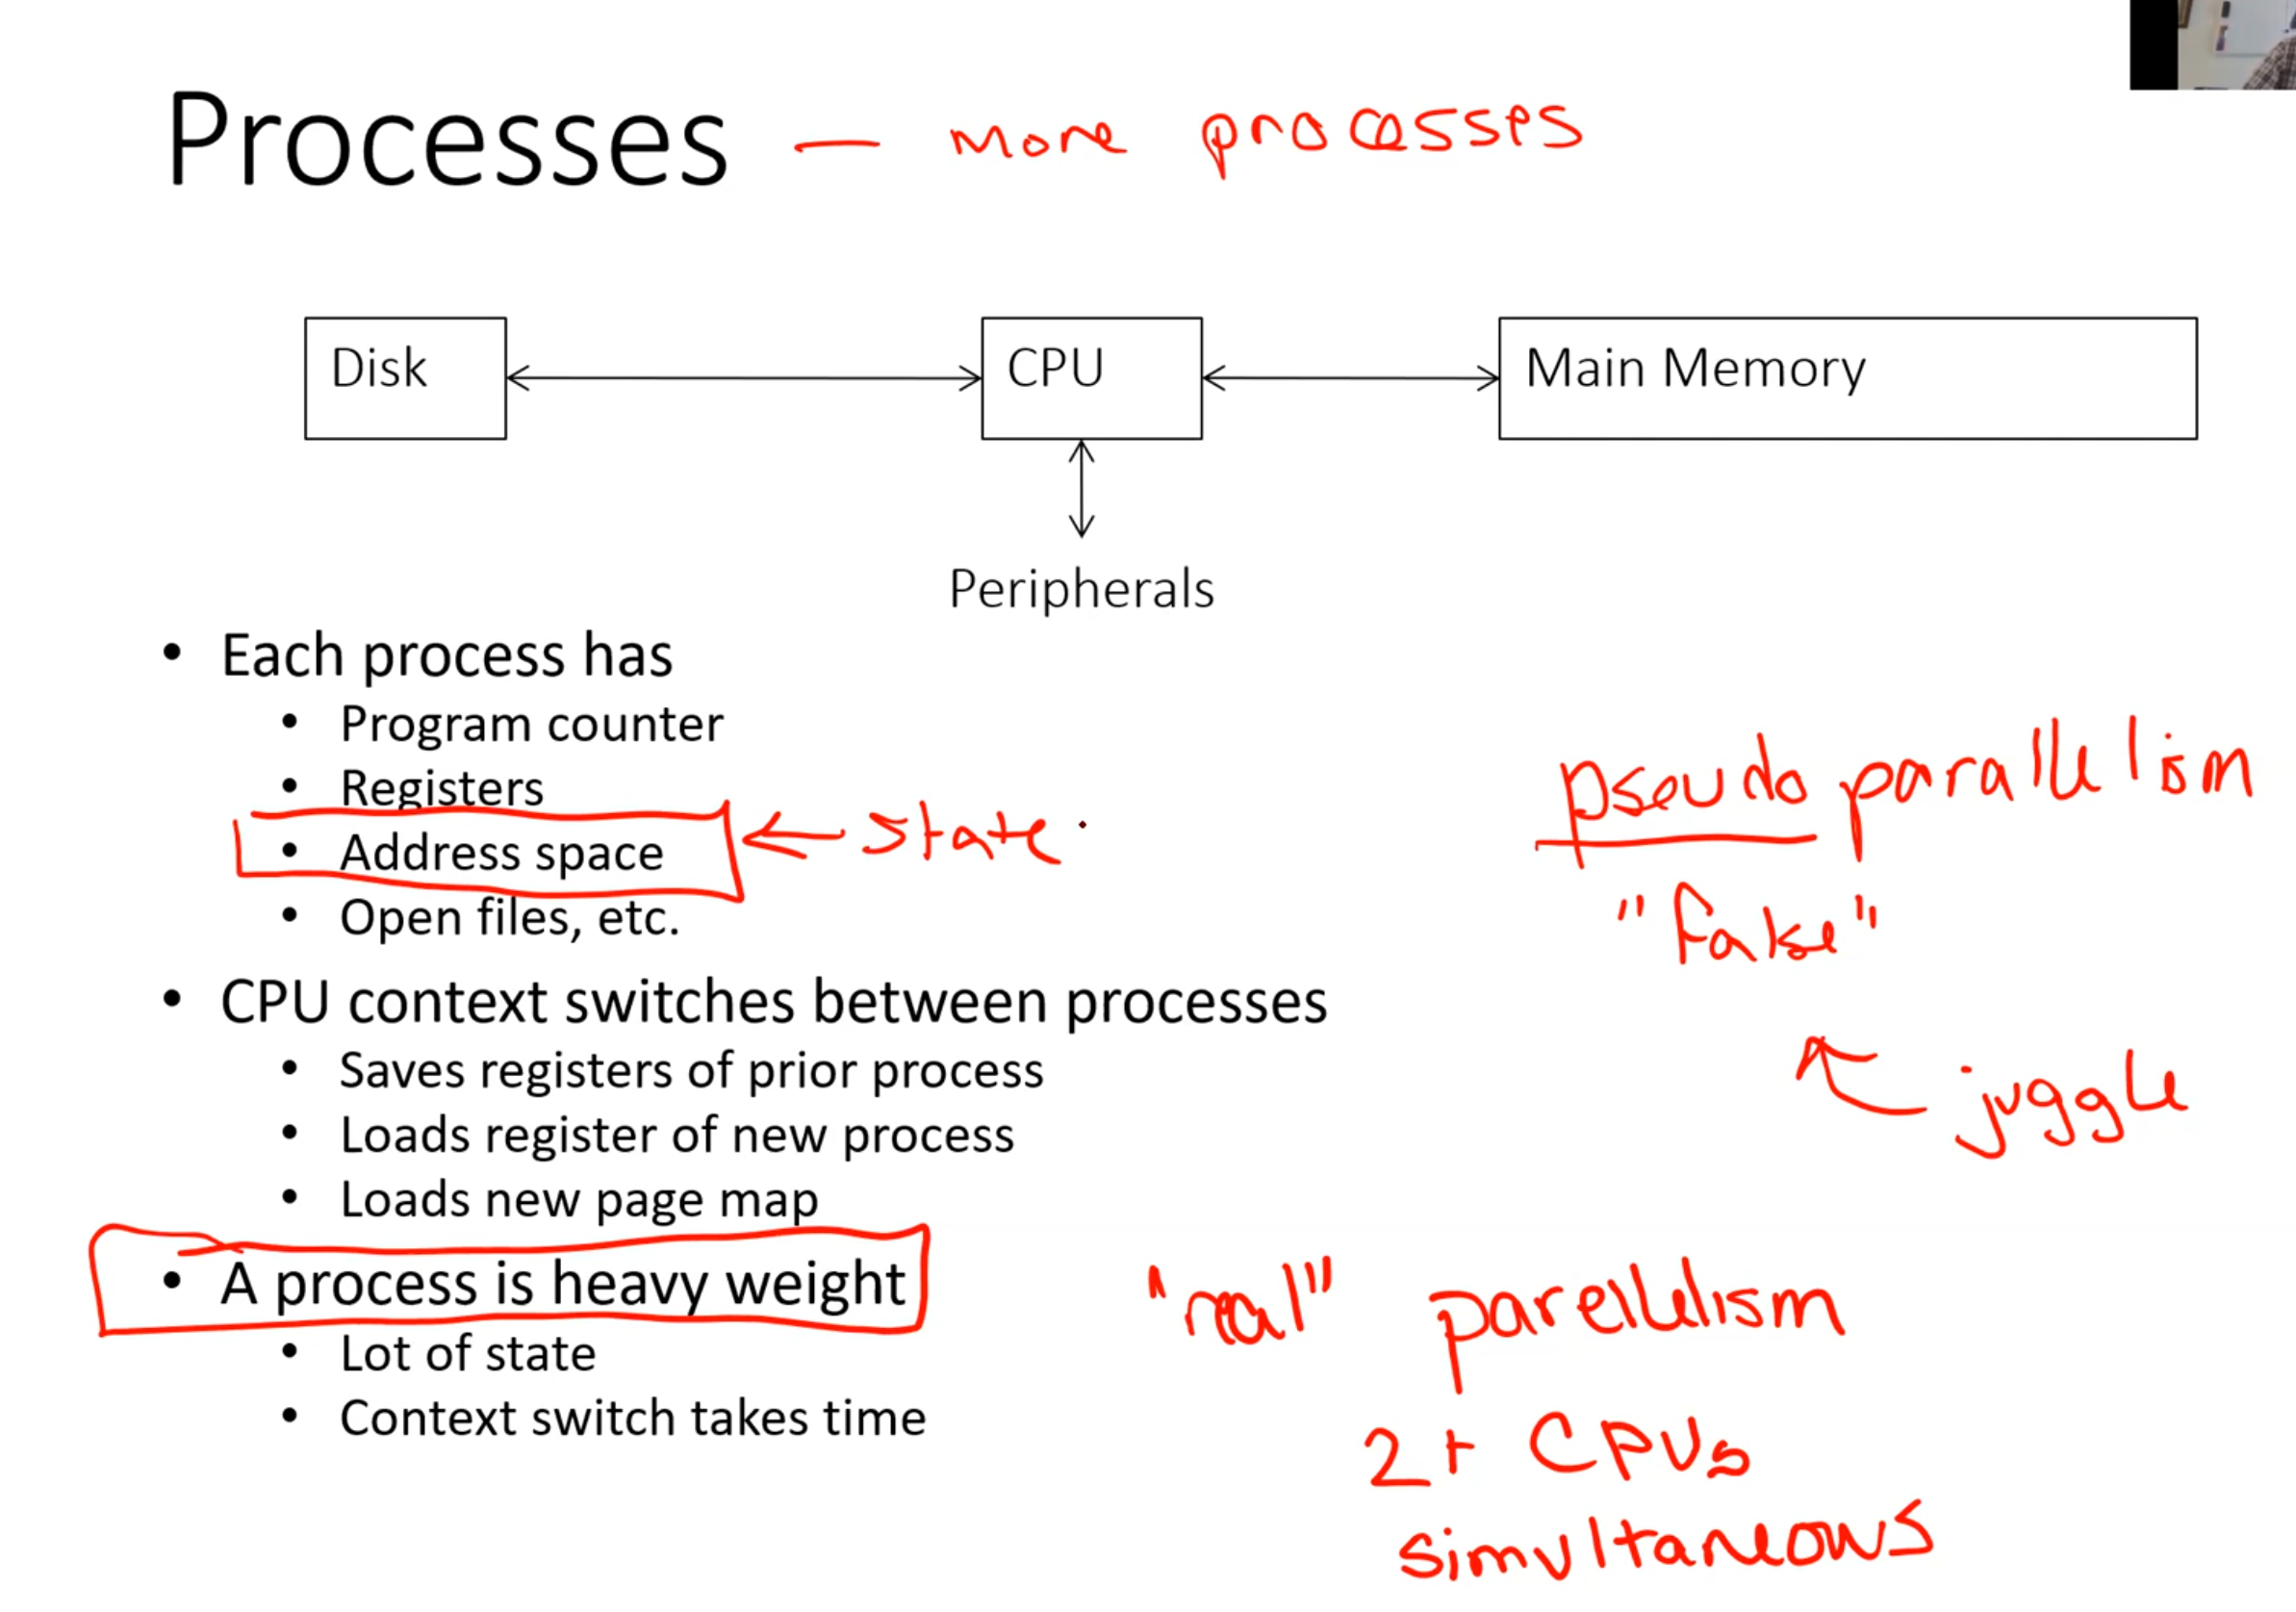 Processes — more processes
Disk
CPU
Main Memory
Peripherals
• Each process has
• Program counter
• Registers
• Address space ← state
• Open files, etc.
pseudo parallelism
"fake"
juggle
• CPU context switches between processes
• Saves registers of prior process
• Loads register of new process
• Loads new page map
• A process is heavy weight
• Lot of state
• Context switch takes time
"real" parellelism
2+ CPUs
simultaneous